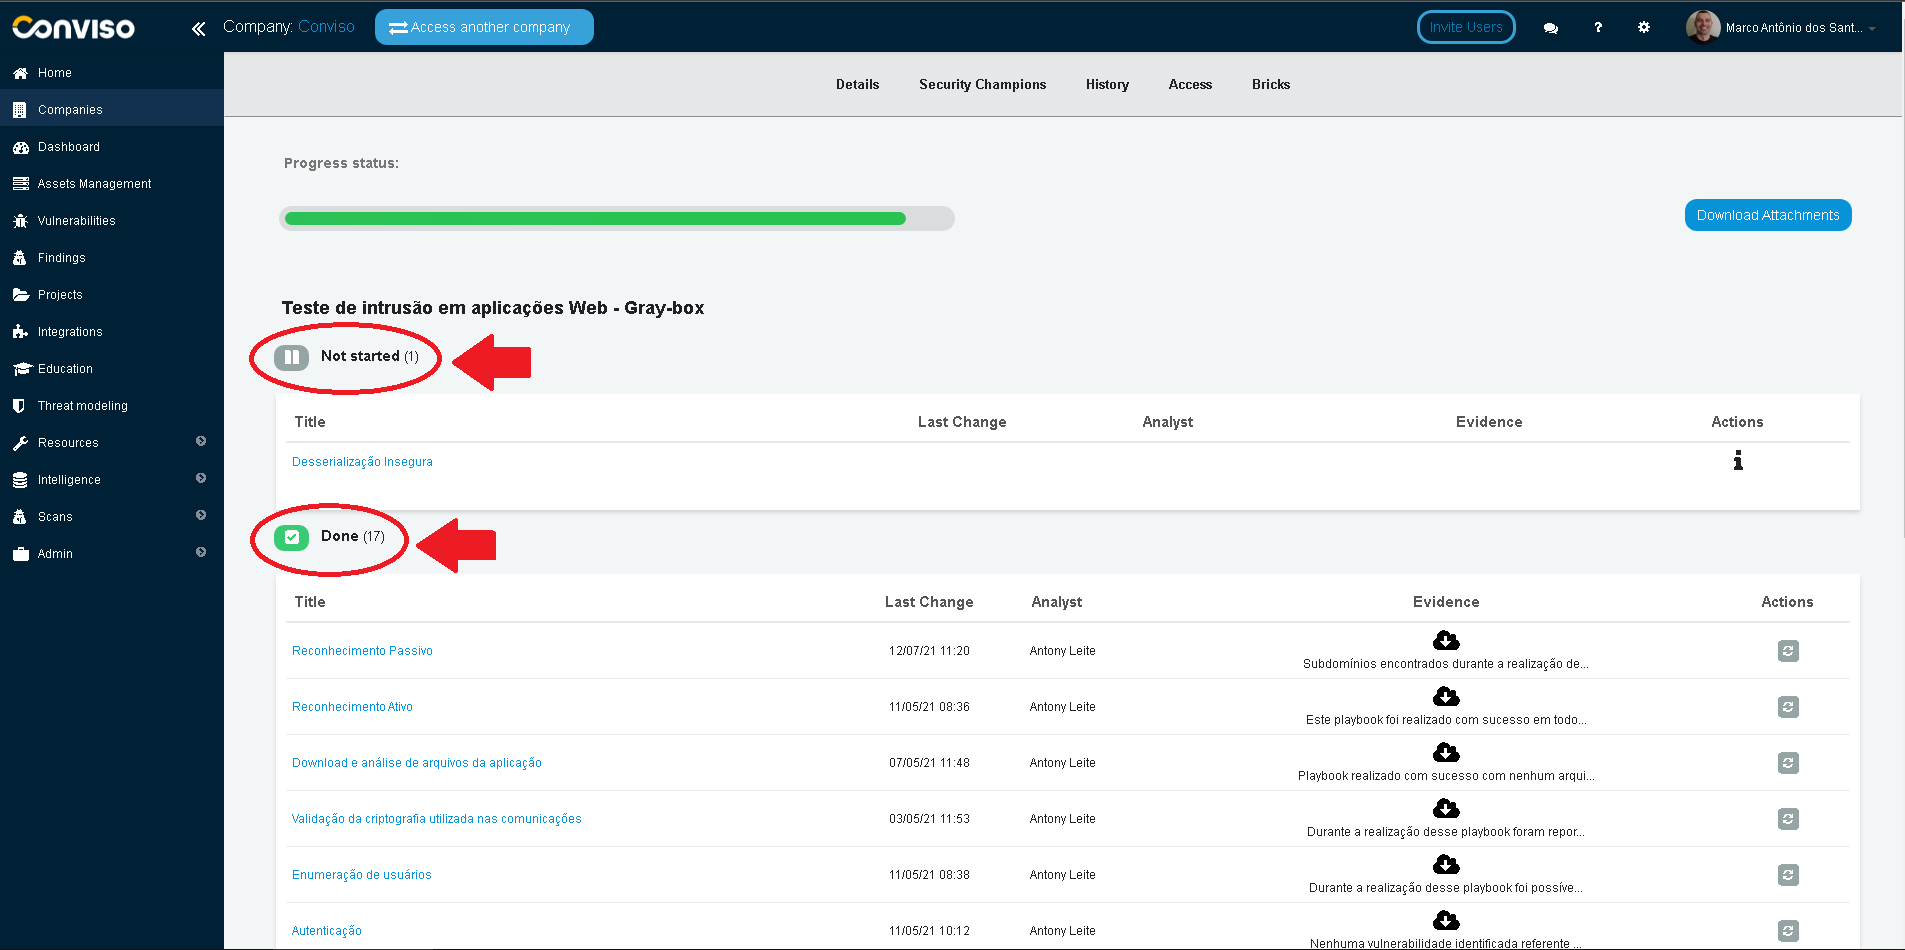 Conviso
Company: Conviso
Access another company
Invite Users
?
Marco Antônio dos Sant...
Home
Companies
Dashboard
Assets Management
Vulnerabilities
Findings
Projects
Integrations
Education
Threat modeling
Resources
Intelligence
Scans
Admin
Details Security Champions History Access Bricks
Progress status:
Download Attachments
Teste de intrusão em aplicações Web - Gray-box
Not started (1)
Title Last Change Analyst Evidence Actions
Desserialização Insegura
Done (17)
Title Last Change Analyst Evidence Actions
Reconhecimento Passivo 12/07/21 11:20 Antony Leite
Subdomínios encontrados durante a realização de...
Reconhecimento Ativo 11/05/21 08:36 Antony Leite
Este playbook foi realizado com sucesso em todo...
Download e análise de arquivos da aplicação 07/05/21 11:48 Antony Leite
Playbook realizado com sucesso com nenhum arqui...
Validação da criptografia utilizada nas comunicações 03/05/21 11:53 Antony Leite
Durante a realização desse playbook foram repor...
Enumeração de usuários 11/05/21 08:38 Antony Leite
Durante a realização desse playbook foi possíve...
Autenticação 11/05/21 10:12 Antony Leite
Nenhuma vulnerabilidade identificada referente ...